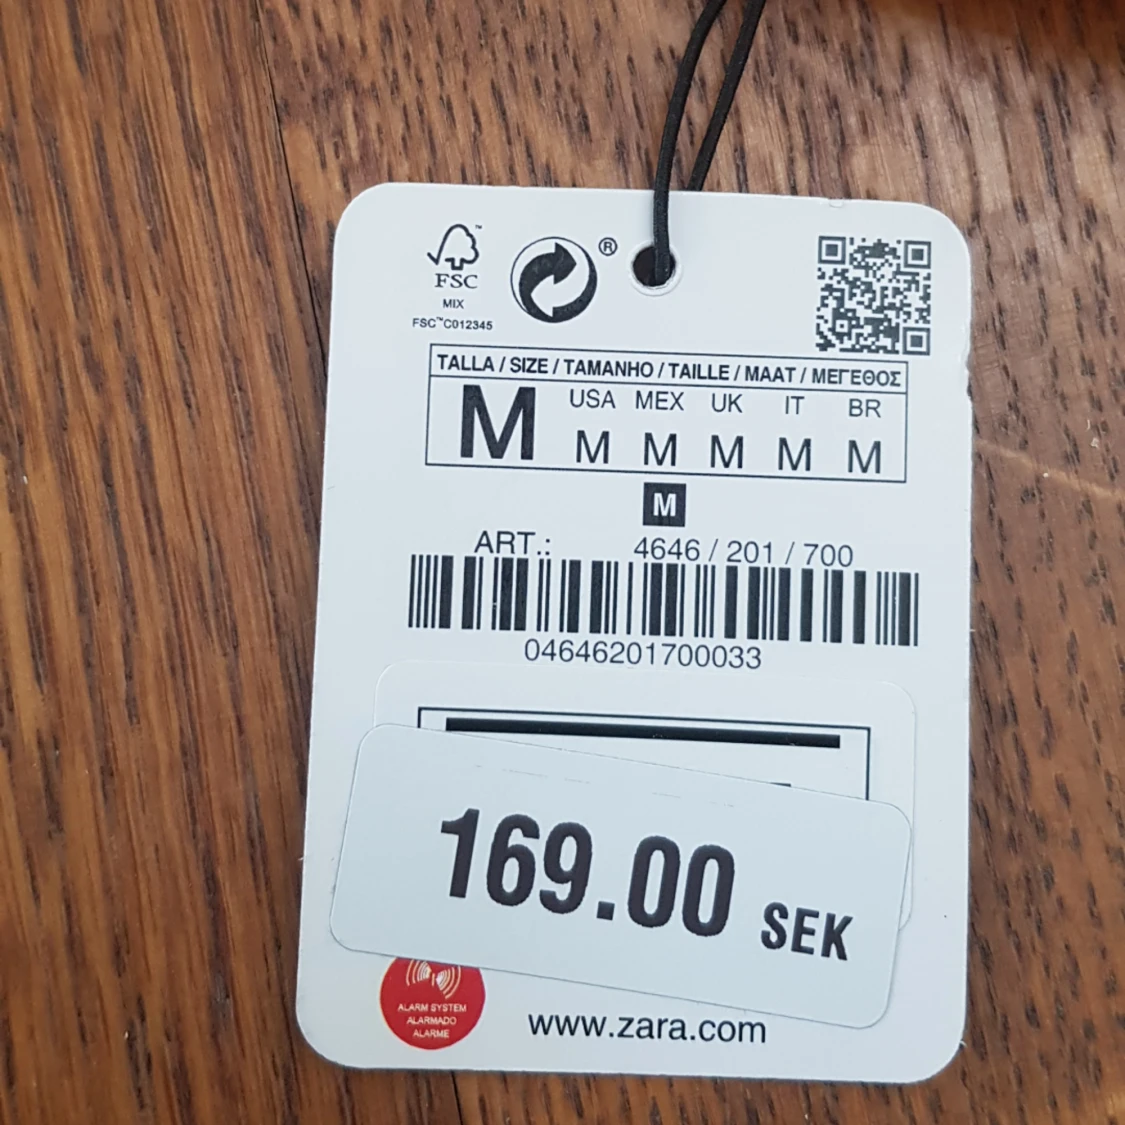 FSC™
MIX
FSC™C012345
®
TALLA / SIZE / TAMANHO / TAILLE / MAAT / ΜΕΓΕΘΟΣ
M USA MEX UK IT BR
M M M M M
M
ART.: 4646 / 201 / 700
04646201700033
169.00 SEK
ALARM SYSTEM
ALARMADO
ALARME
www.zara.com